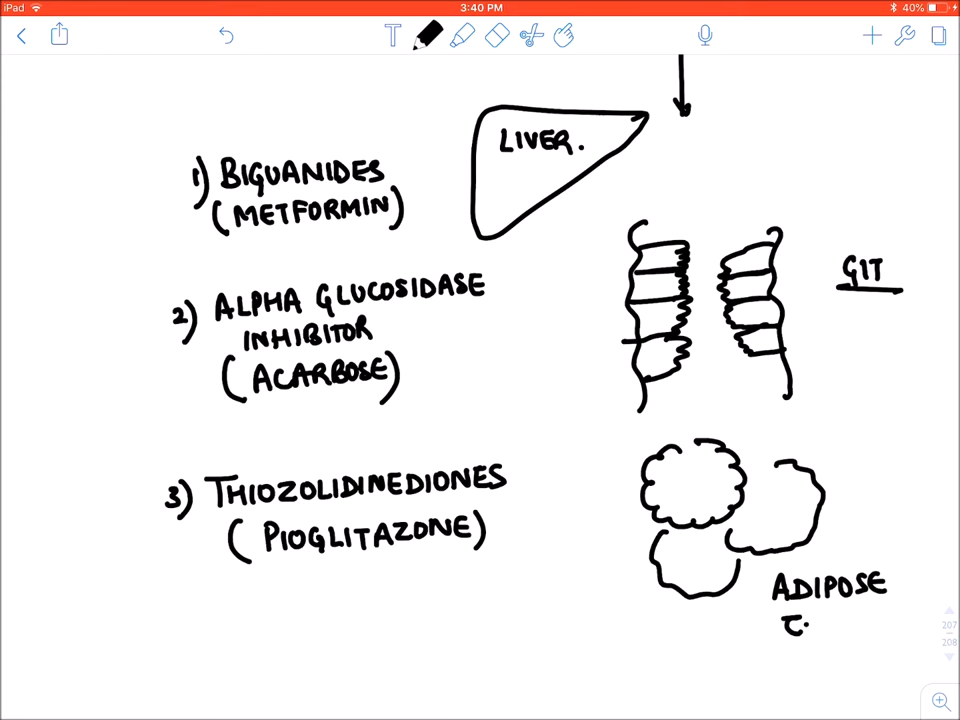 iPad
3:40 PM
40%
T
LIVER.
1) BIGUANIDES
(METFORMIN)
GIT
2) ALPHA GLUCOSIDASE
INHIBITOR
(ACARBOSE)
3) THIOZOLIDINEDIONES
(PIOGLITAZONE)
ADIPOSE
207
208